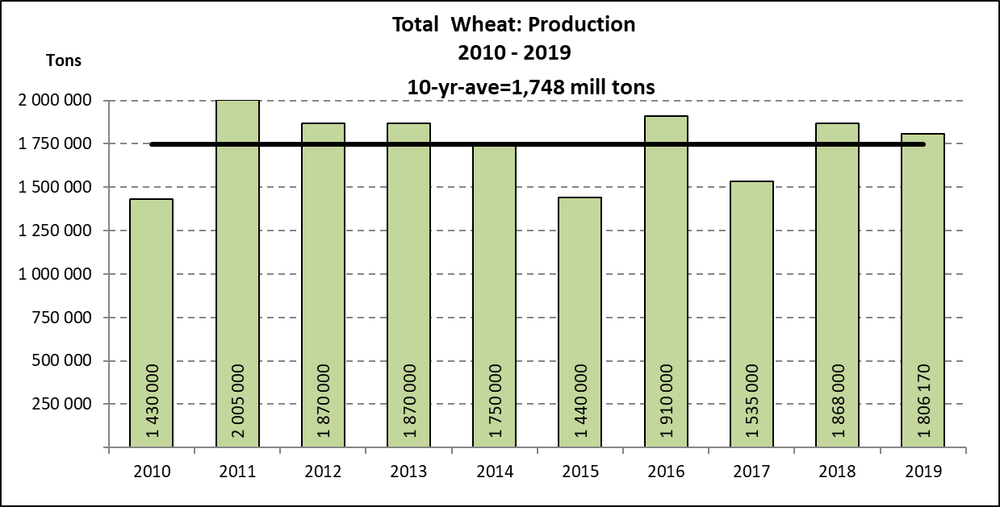 Total  Wheat: Production
2010 - 2019
10-yr-ave=1,748 mill tons
Tons
2 000 000
1 750 000
1 500 000
1 250 000
1 000 000
750 000
500 000
250 000
1 430 000
2 005 000
1 870 000
1 870 000
1 750 000
1 440 000
1 910 000
1 535 000
1 868 000
1 806 170
2010
2011
2012
2013
2014
2015
2016
2017
2018
2019